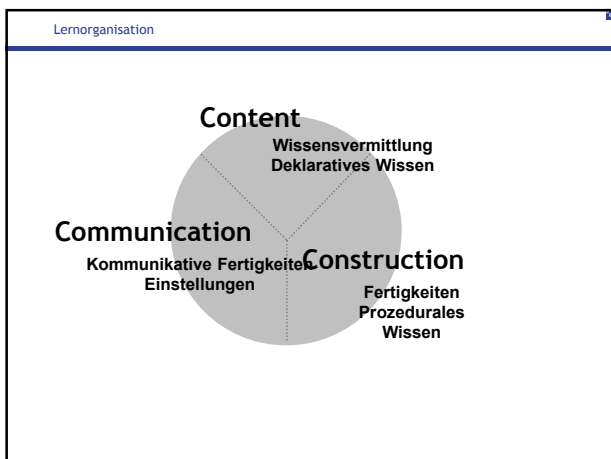 Lernorganisation
Content
Wissensvermittlung
Deklaratives Wissen
Communication
Kommunikative Fertigkeiten
Einstellungen
Construction
Fertigkeiten
Prozedurales
Wissen